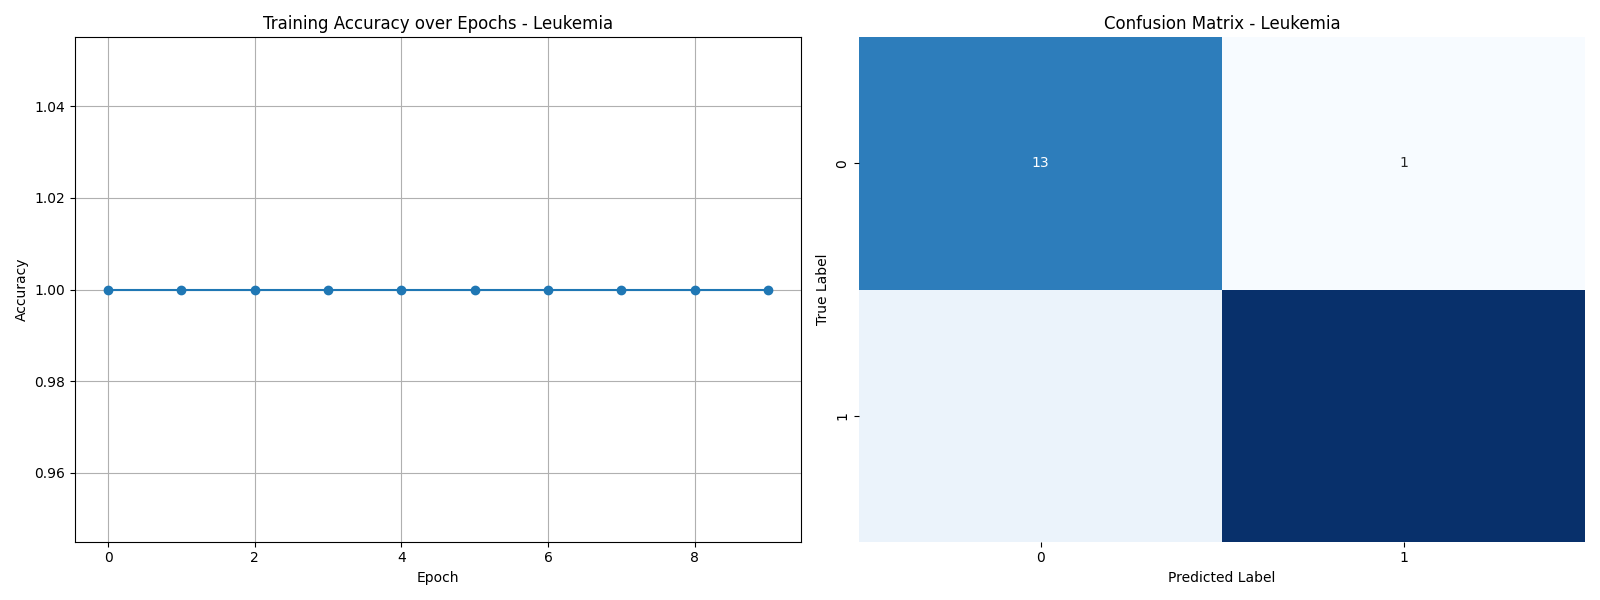 Training Accuracy over Epochs - Leukemia
1.04
1.02
1.00
0.98
0.96
Accuracy
0 2 4 6 8
Epoch
Confusion Matrix - Leukemia
13 1
0
1
True Label
0 1
Predicted Label